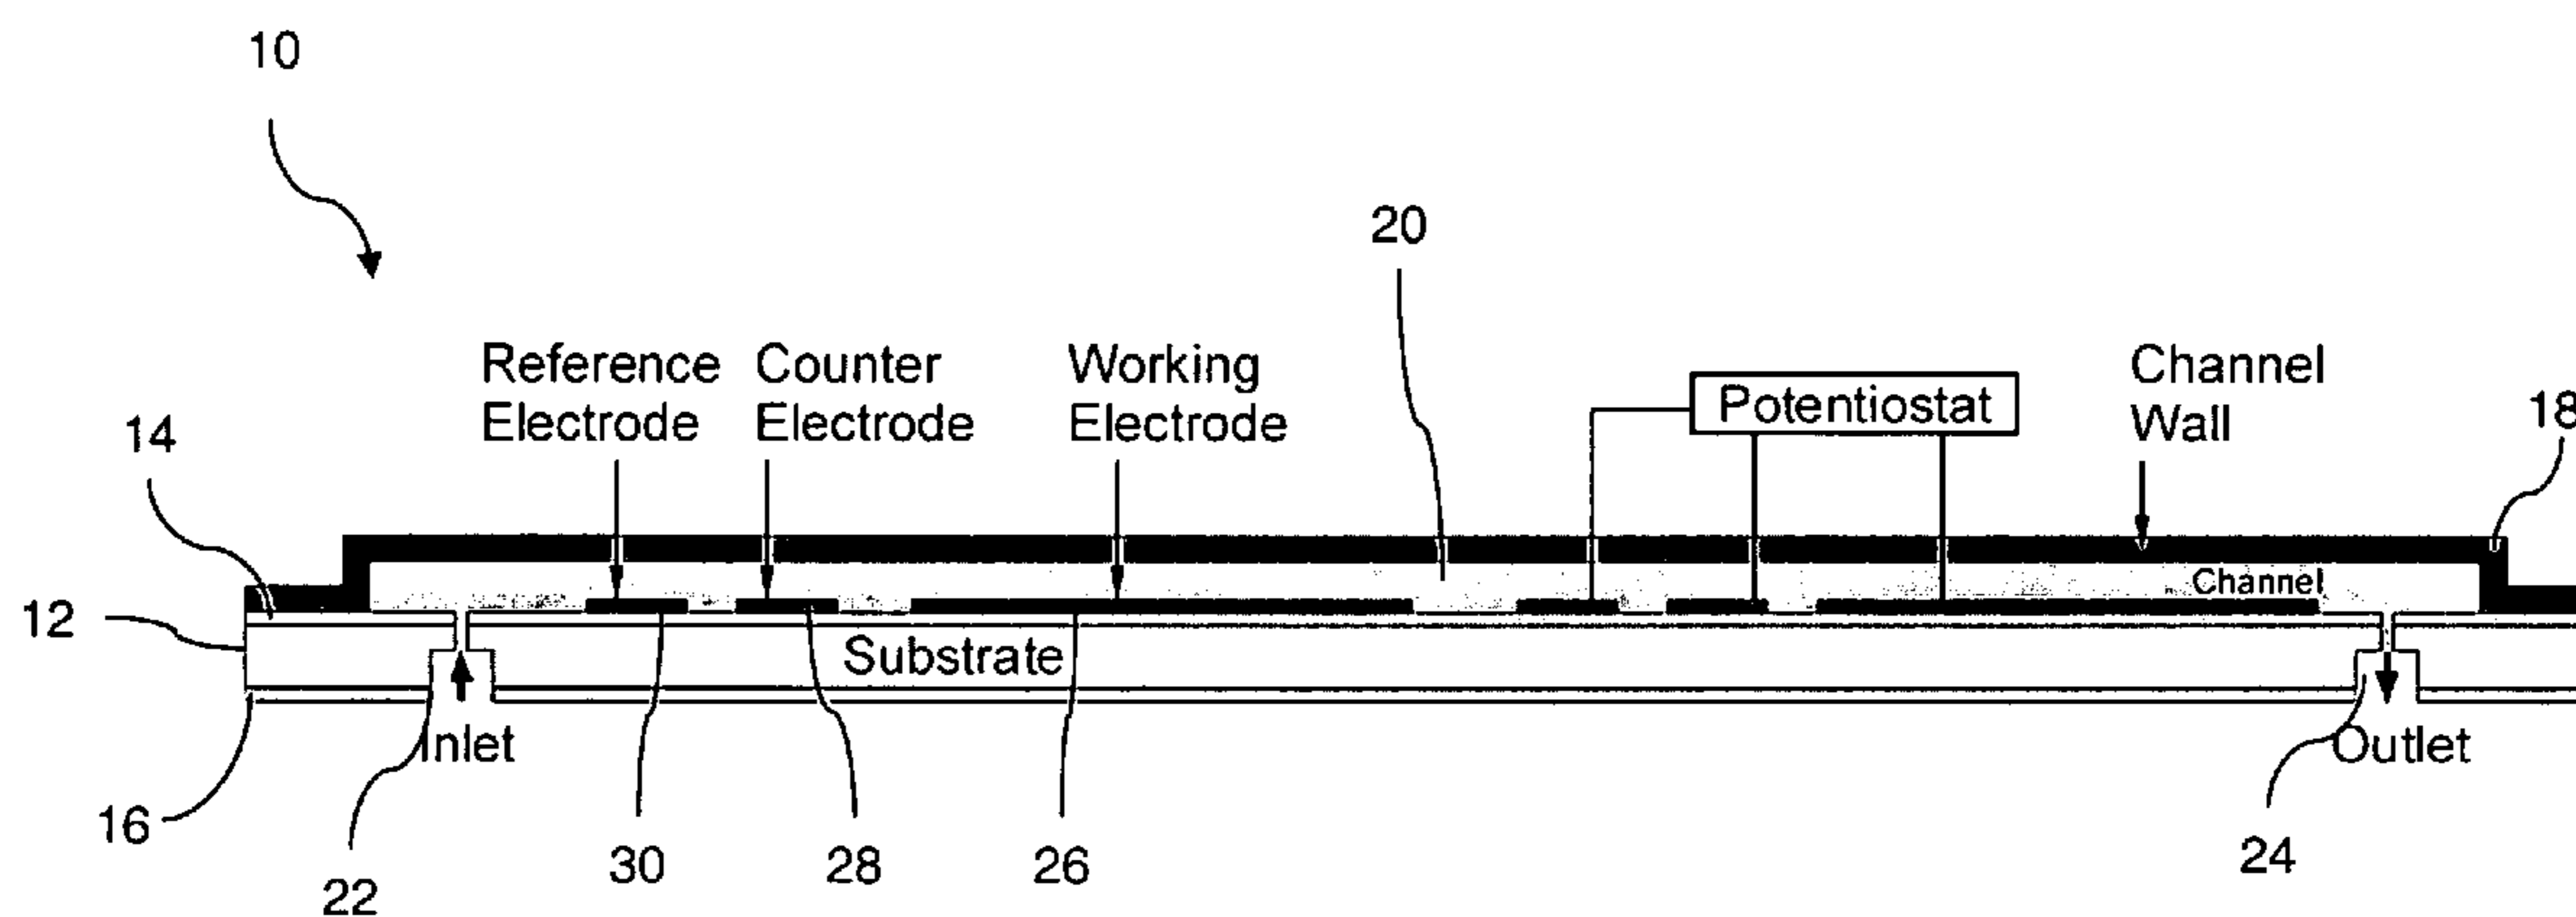 10
20
Reference Electrode
Counter Electrode
Working Electrode
Potentiostat
Channel Wall
18
14
12
Channel
Substrate
Inlet
Outlet
16
22
30
28
26
24